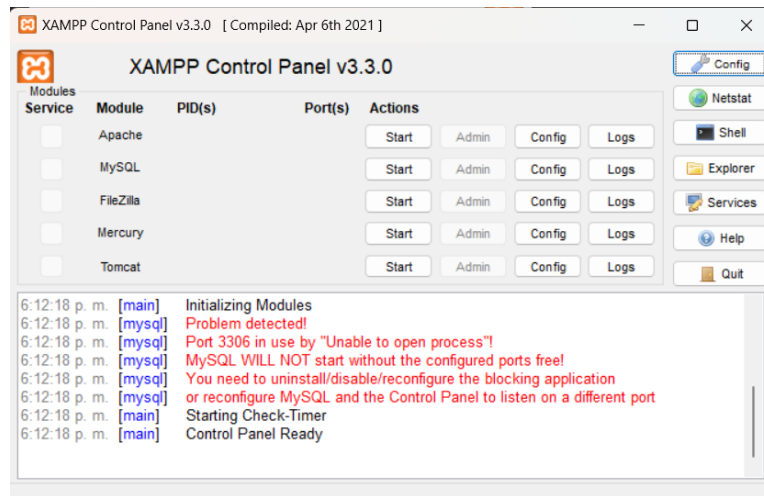 XAMPP Control Panel v3.3.0 [ Compiled: Apr 6th 2021 ]
XAMPP Control Panel v3.3.0
Config
Modules
Service Module PID(s) Port(s) Actions
Netstat
Apache Start Admin Config Logs
Shell
MySQL Start Admin Config Logs
Explorer
FileZilla Start Admin Config Logs
Services
Mercury Start Admin Config Logs
Help
Tomcat Start Admin Config Logs
Quit
6:12:18 p. m. [main] Initializing Modules
6:12:18 p. m. [mysql] Problem detected!
6:12:18 p. m. [mysql] Port 3306 in use by "Unable to open process"!
6:12:18 p. m. [mysql] MySQL WILL NOT start without the configured ports free!
6:12:18 p. m. [mysql] You need to uninstall/disable/reconfigure the blocking application
6:12:18 p. m. [mysql] or reconfigure MySQL and the Control Panel to listen on a different port
6:12:18 p. m. [main] Starting Check-Timer
6:12:18 p. m. [main] Control Panel Ready